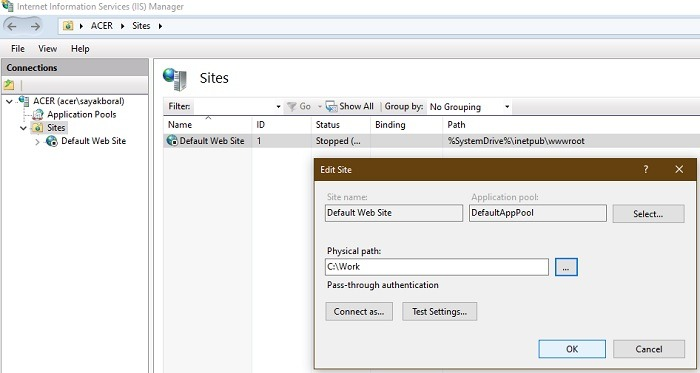 Internet Information Services (IIS) Manager
ACER Sites
File View Help
Connections
ACER (acer\sayakboral)
Application Pools
Sites
Default Web Site
Sites
Filter: Go Show All Group by: No Grouping
Name ID Status Binding Path
Default Web Site 1 Stopped (... %SystemDrive%\inetpub\wwwroot
Edit Site ?
Site name: Application pool:
Default Web Site DefaultAppPool Select...
Physical path:
C:\Work ...
Pass-through authentication
Connect as... Test Settings...
OK Cancel